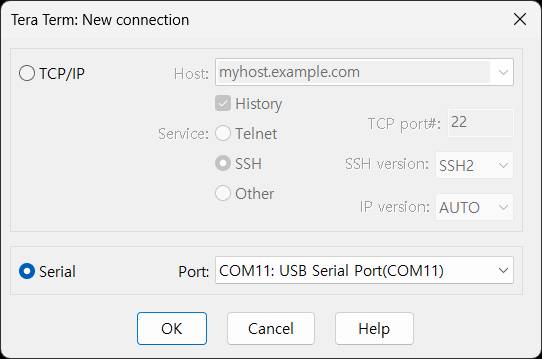 Tera Term: New connection
TCP/IP
Host: myhost.example.com
History
Service: Telnet
TCP port#: 22
SSH
SSH version: SSH2
Other
IP version: AUTO
Serial
Port: COM11: USB Serial Port(COM11)
OK Cancel Help